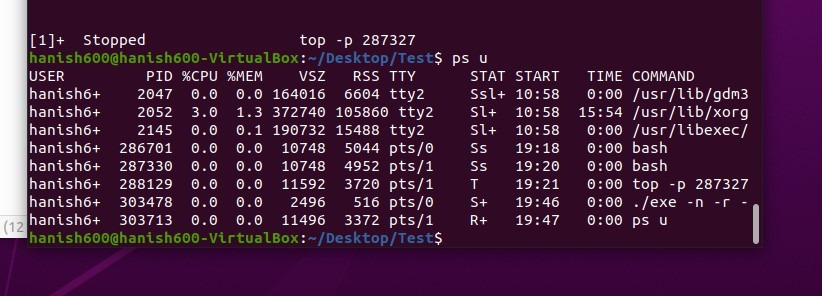 [1]+  Stopped                 top -p 287327
hanish600@hanish600-VirtualBox:~/Desktop/Test$ ps u
USER         PID %CPU %MEM    VSZ   RSS TTY      STAT START   TIME COMMAND
hanish6+    2047  0.0  0.0 164016  6604 tty2     Ssl+ 10:58   0:00 /usr/lib/gdm3
hanish6+    2052  3.0  1.3 372740 105860 tty2    Sl+  10:58  15:54 /usr/lib/xorg
hanish6+    2145  0.0  0.1 190732 15488 tty2     Sl+  10:58   0:00 /usr/libexec/
hanish6+  286701  0.0  0.0  10748  5044 pts/0    Ss   19:18   0:00 bash
hanish6+  287330  0.0  0.0  10748  4952 pts/1    Ss   19:20   0:00 bash
hanish6+  288129  0.0  0.0  11592  3720 pts/1    T    19:21   0:00 top -p 287327
hanish6+  303478  0.0  0.0   2496   516 pts/0    S+   19:46   0:00 ./exe -n -r -
hanish6+  303713  0.0  0.0  11496  3372 pts/1    R+   19:47   0:00 ps u
hanish600@hanish600-VirtualBox:~/Desktop/Test$
(12